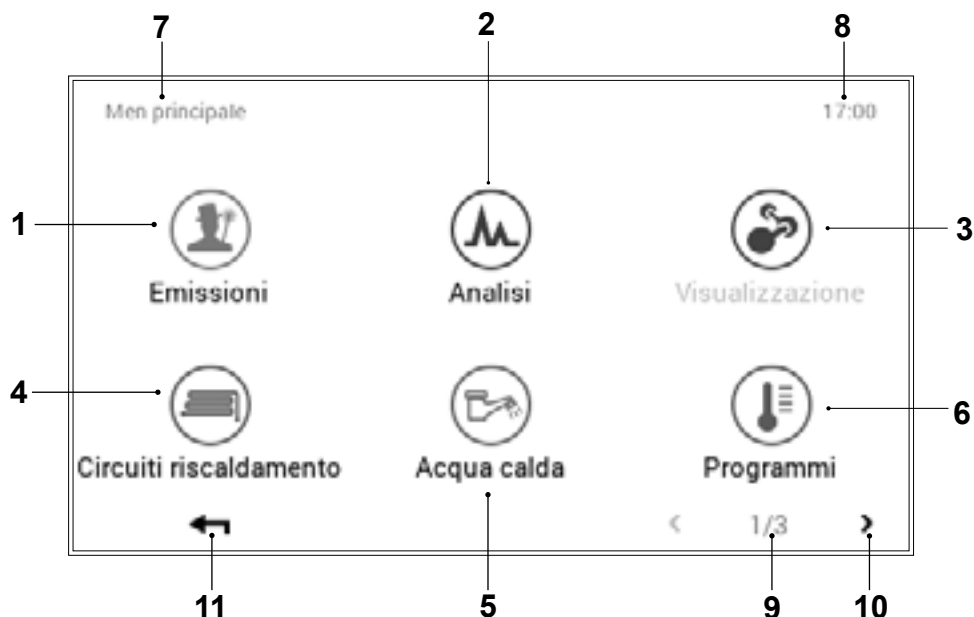 7 2 8
Men principale 17:00
1 3
Emissioni Analisi Visualizzazione
4 6
Circuiti riscaldamento Acqua calda Programmi
< 1/3 >
11 5 9 10